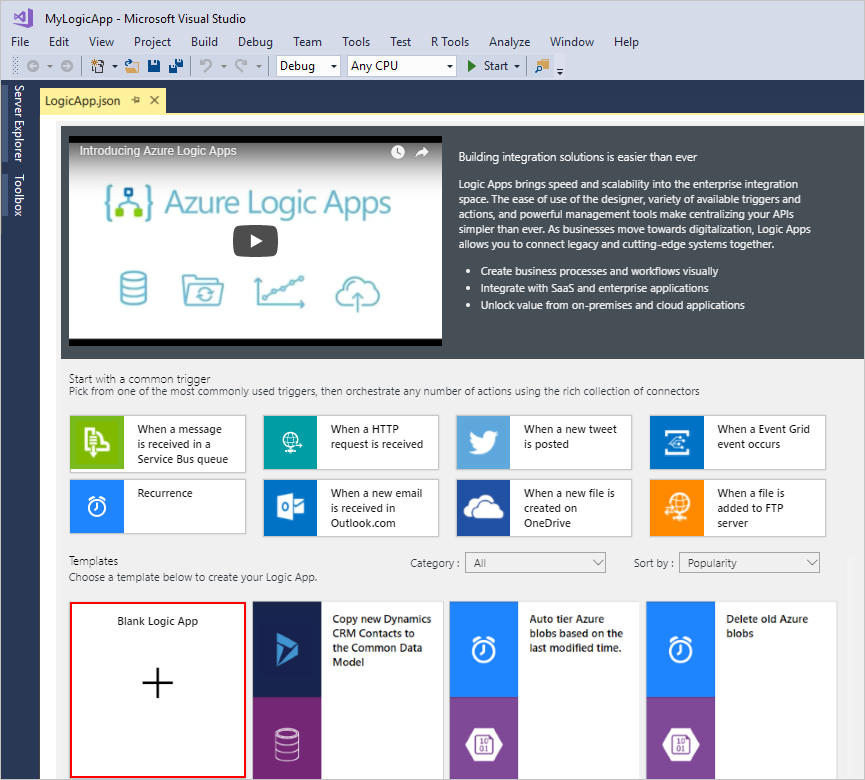 MyLogicApp - Microsoft Visual Studio
File Edit View Project Build Debug Team Tools Test R Tools Analyze Window Help
Debug Any CPU Start
Server Explorer
Toolbox
LogicApp.json
Introducing Azure Logic Apps
Azure Logic Apps
Building integration solutions is easier than ever
Logic Apps brings speed and scalability into the enterprise integration
space. The ease of use of the designer, variety of available triggers and
actions, and powerful management tools make centralizing your APIs
simpler than ever. As businesses move towards digitalization, Logic Apps
allows you to connect legacy and cutting-edge systems together.
• Create business processes and workflows visually
• Integrate with SaaS and enterprise applications
• Unlock value from on-premises and cloud applications
Start with a common trigger
Pick from one of the most commonly used triggers, then orchestrate any number of actions using the rich collection of connectors
When a message
is received in a
Service Bus queue
When a HTTP
request is received
When a new tweet
is posted
When a Event Grid
event occurs
Recurrence
When a new email
is received in
Outlook.com
When a new file is
created on
OneDrive
When a file is
added to FTP
server
Templates
Choose a template below to create your Logic App.
Category : All
Sort by : Popularity
Blank Logic App
Copy new Dynamics
CRM Contacts to
the Common Data
Model
Auto tier Azure
blobs based on the
last modified time.
10
01
Delete old Azure
blobs
10
01